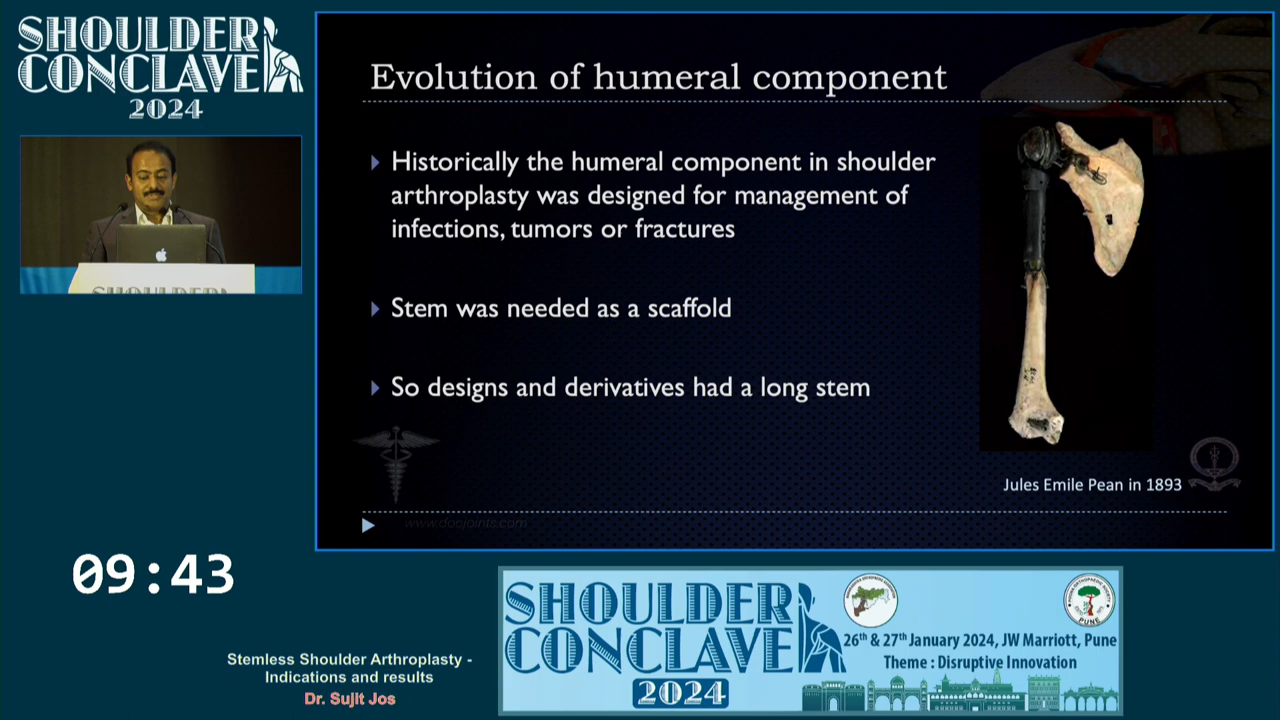 SHOULDER
CONCLAVE
2024
Evolution of humeral component
Historically the humeral component in shoulder
arthroplasty was designed for management of
infections, tumors or fractures
Stem was needed as a scaffold
So designs and derivatives had a long stem
Jules Emile Pean in 1893
www.docjoints.com
09:43
Stemless Shoulder Arthroplasty -
Indications and results
Dr. Sujit Jos
SHOULDER
CONCLAVE
2024
26th & 27th January 2024, JW Marriott, Pune
Theme : Disruptive Innovation
PUNE